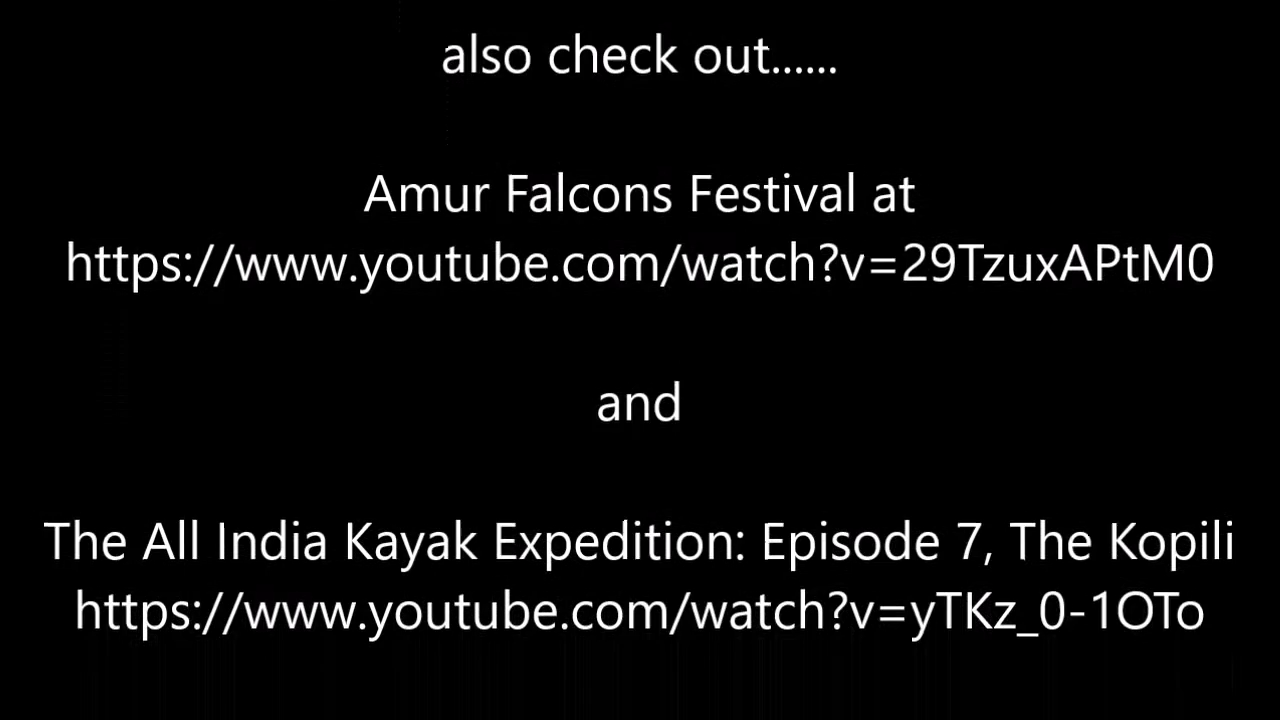 also check out......
Amur Falcons Festival at
https://www.youtube.com/watch?v=29TzuxAPtM0
and
The All India Kayak Expedition: Episode 7, The Kopili
https://www.youtube.com/watch?v=yTKz_0-1OTo